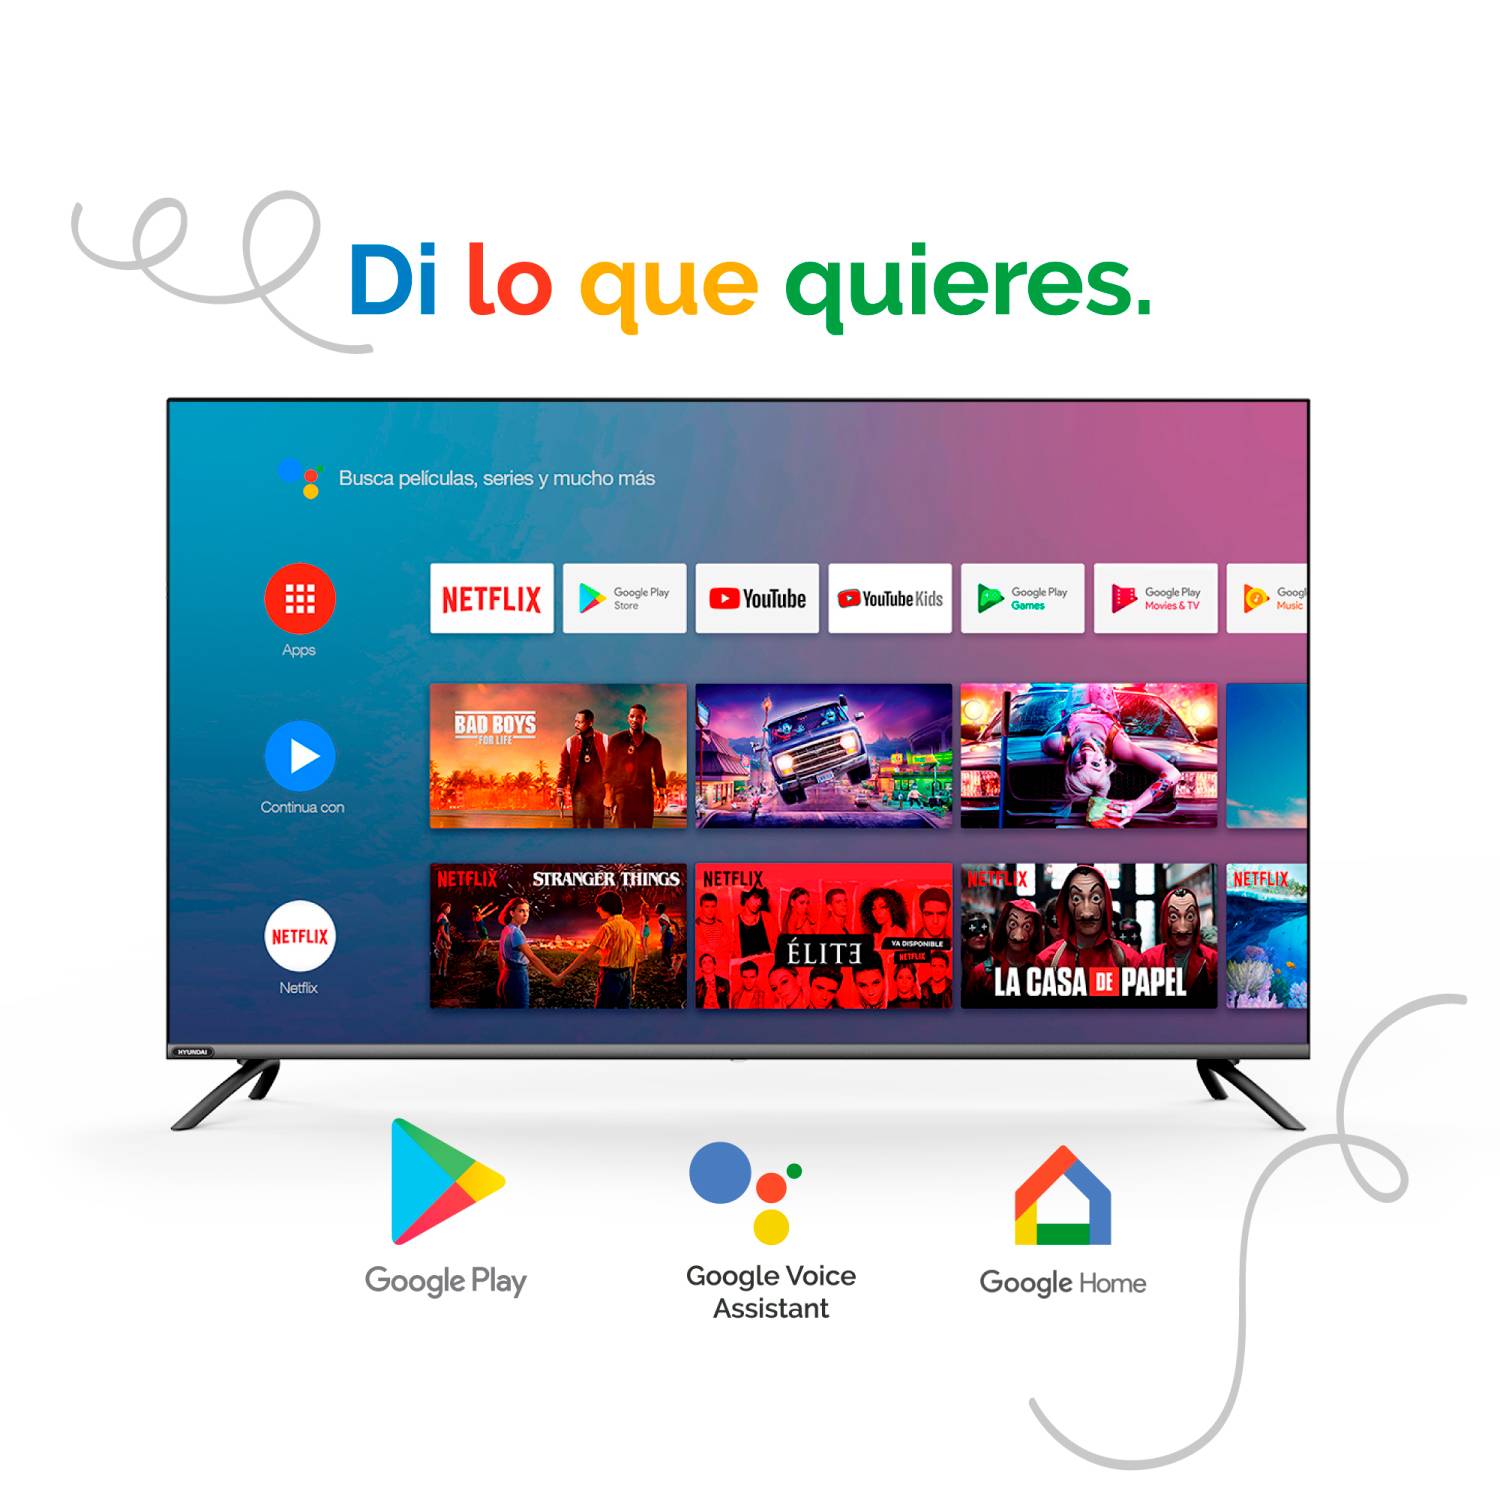 Di lo que quieres.
Busca películas, series y mucho más
NETFLIX
Google Play
Store
YouTube
YouTube Kids
Google Play
Games
Google Play
Movies & TV
Googl
Music
Apps
BAD BOYS
FOR LIFE
Continua con
NETFLIX
STRANGER THINGS
NETFLIX
ÉLITE
YA DISPONIBLE
NETFLIX
NETFLIX
LA CASA DE PAPEL
NETFLIX
NETFLIX
Netflix
HYUNDAI
Google Play
Google Voice
Assistant
Google Home